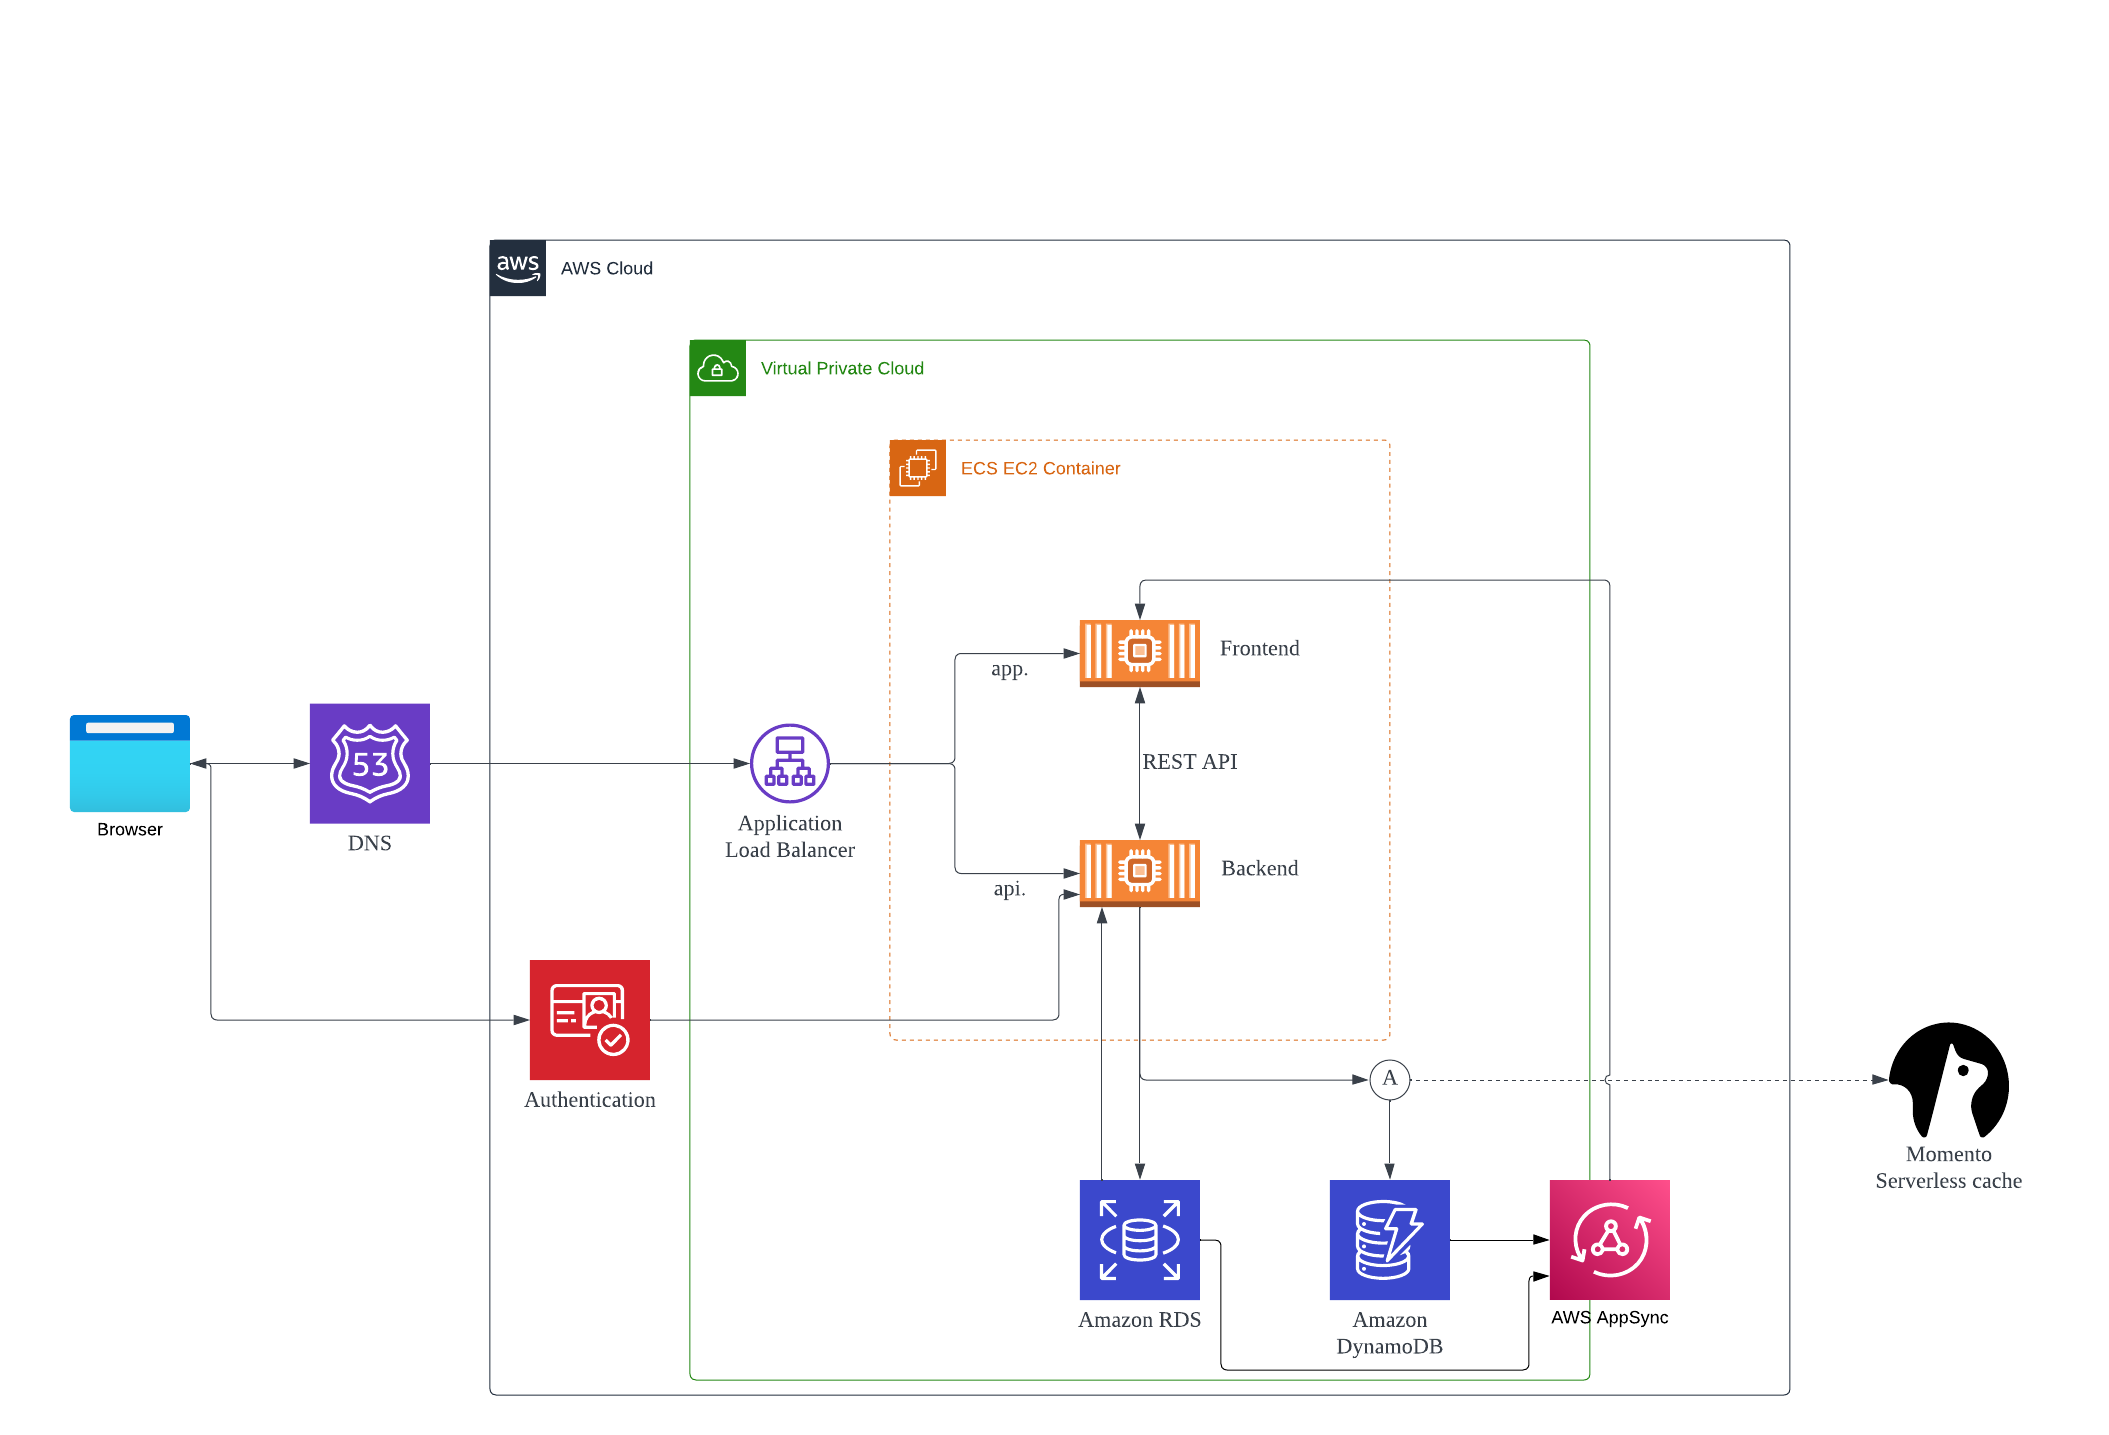 aws
AWS Cloud
Virtual Private Cloud
ECS EC2 Container
Frontend
app.
53
REST API
Browser
DNS
Application
Load Balancer
Backend
api.
Authentication
A
Momento
Serverless cache
Amazon RDS
Amazon
DynamoDB
AWS AppSync